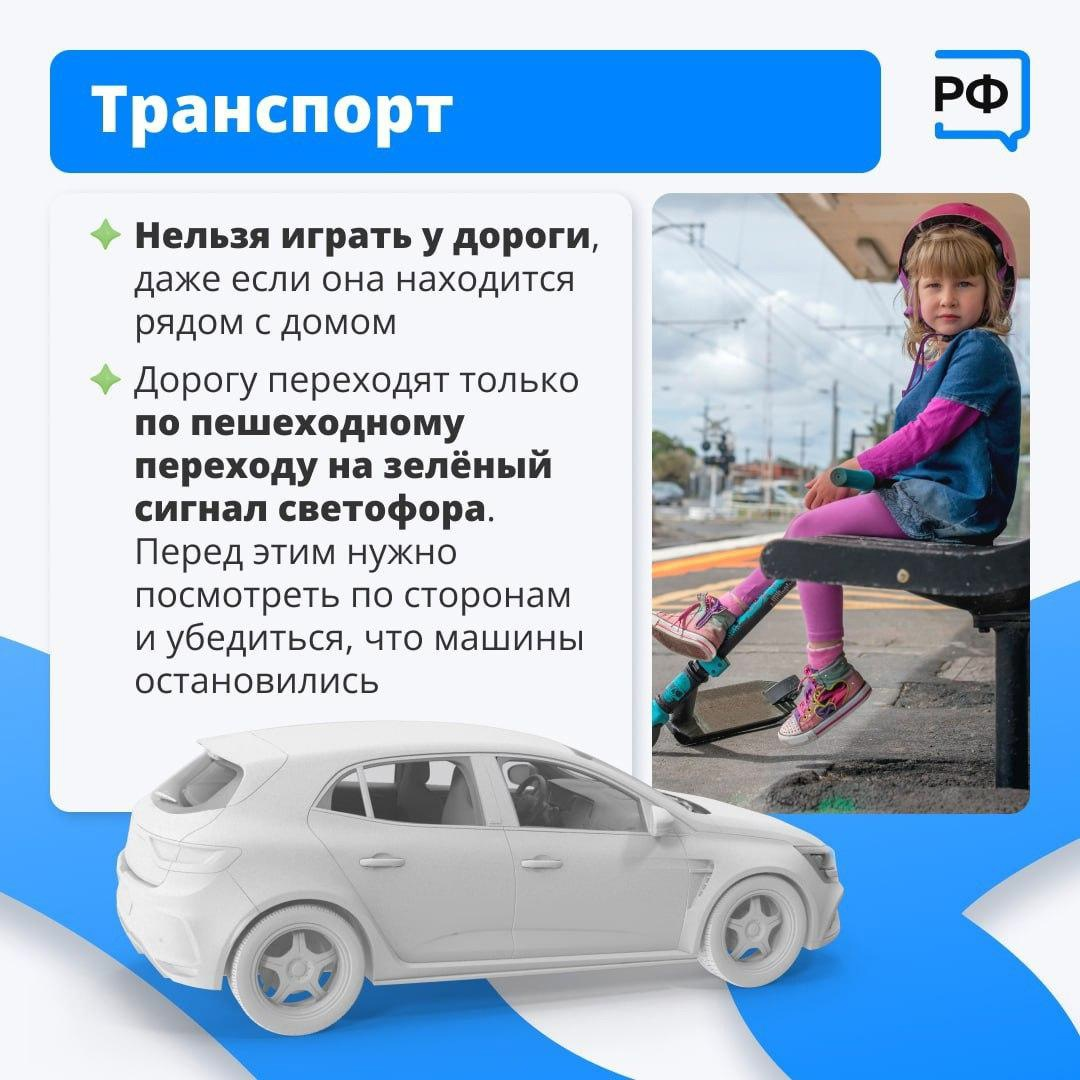 Транспорт
РФ
Нельзя играть у дороги,
даже если она находится
рядом с домом
Дорогу переходят только
по пешеходному
переходу на зелёный
сигнал светофора.
Перед этим нужно
посмотреть по сторонам
и убедиться, что машины
остановились